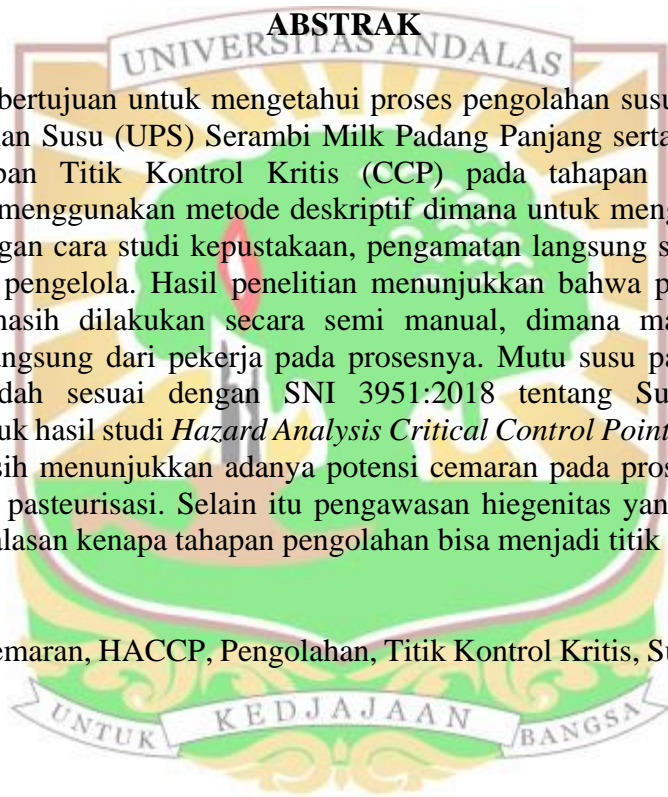 ABSTRAK
UNIVERSITAS ANDALAS
bertujuan untuk mengetahui proses pengolahan susu
an Susu (UPS) Serambi Milk Padang Panjang serta
pan Titik Kontrol Kritis (CCP) pada tahapan
menggunakan metode deskriptif dimana untuk meng
gan cara studi kepustakaan, pengamatan langsung s
pengelola. Hasil penelitian menunjukkan bahwa p
nasih dilakukan secara semi manual, dimana ma
angsung dari pekerja pada prosesnya. Mutu susu pa
dah sesuai dengan SNI 3951:2018 tentang Su
uk hasil studi Hazard Analysis Critical Control Point
sih menunjukkan adanya potensi cemaran pada pros
pasteurisasi. Selain itu pengawasan hiegenitas yan
alasan kenapa tahapan pengolahan bisa menjadi titik
emaran, HACCP, Pengolahan, Titik Kontrol Kritis, Su
UNTUK KEDJAJAAN BANGSA